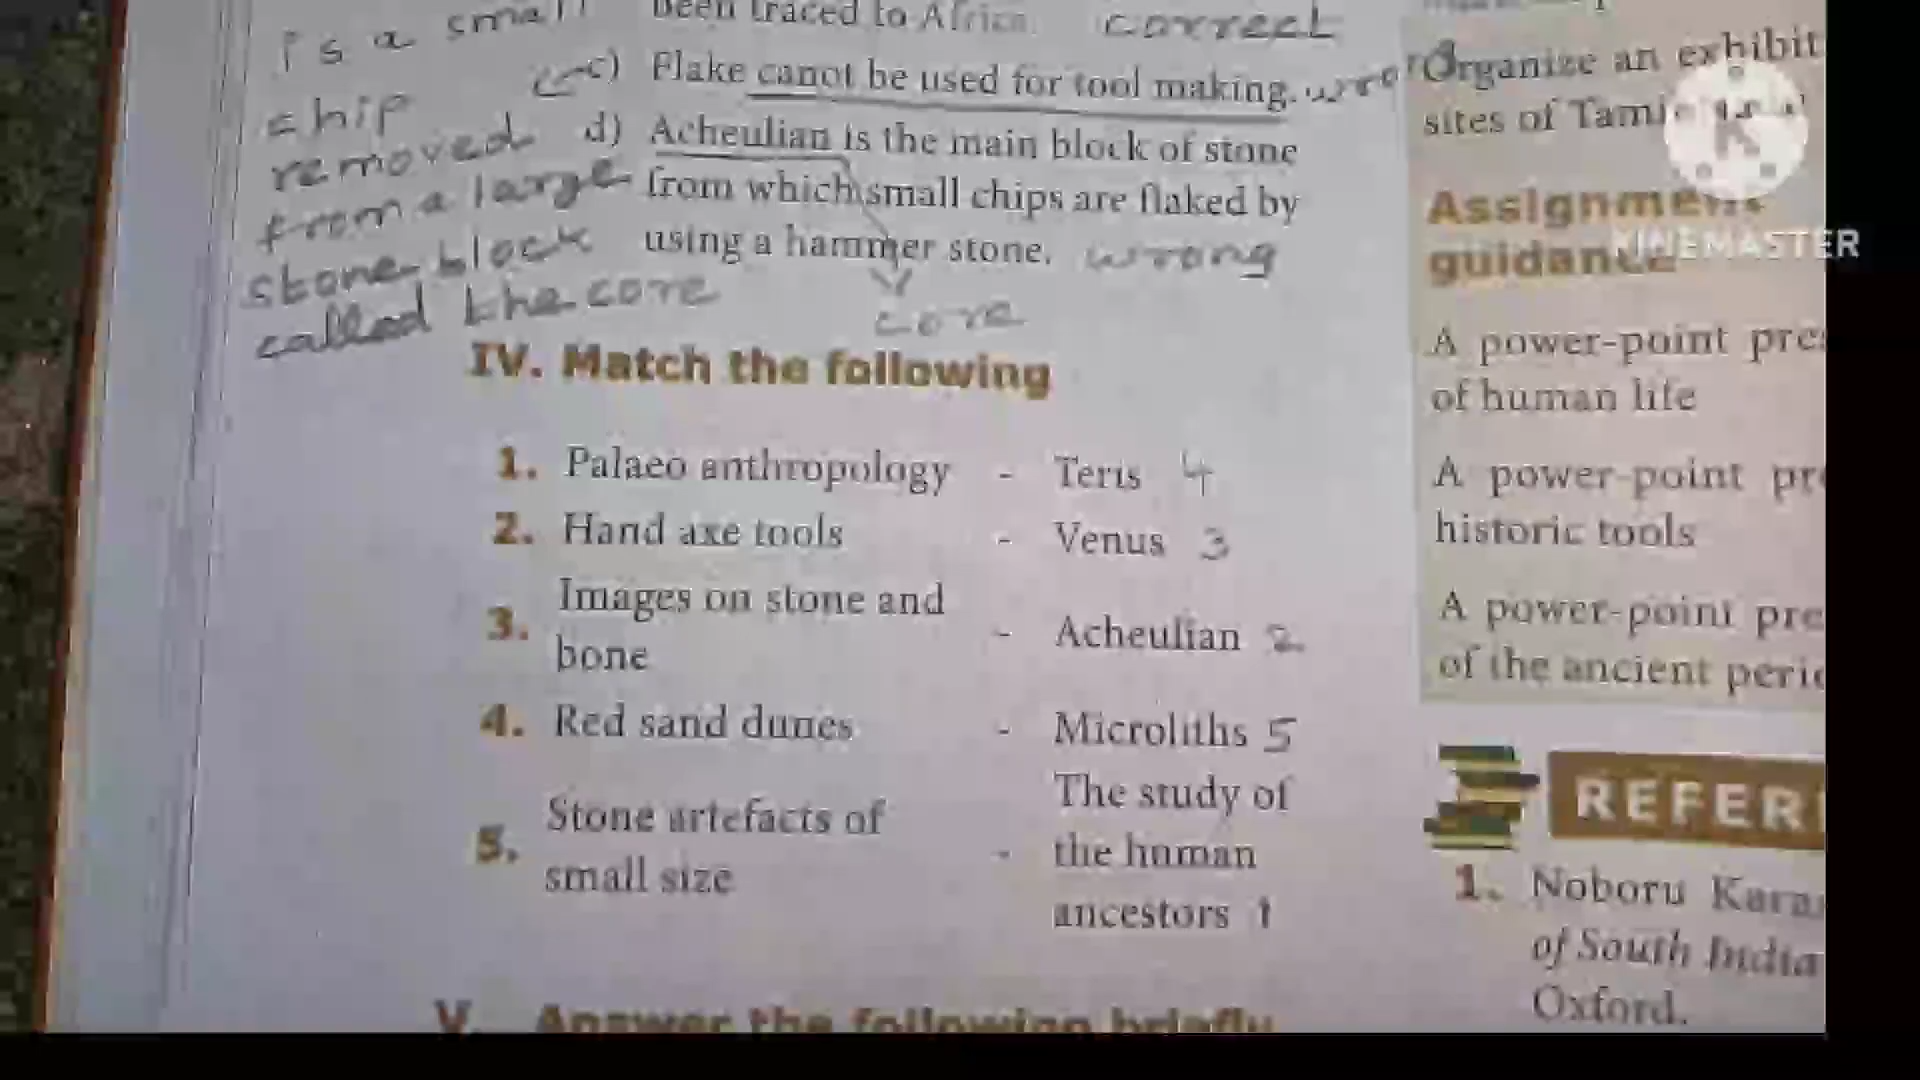 is a small
been traced to Africa. correct
c) Flake canot be used for tool making.
chip
removed
d) Acheulian is the main block of stone
from a large
from which small chips are flaked by
stone block
using a hammer stone. wrong
called the core
core
IV. Match the following
1. Palaeo anthropology - Teris 4
2. Hand axe tools - Venus 3
3. Images on stone and
bone - Acheulian 2
4. Red sand dunes - Microliths 5
5. Stone artefacts of
small size - The study of
the human
ancestors 1
V. Answer the following briefly
Organize an exhibit
sites of
Assignment
guidance
A power-point pre
of human life
A power-point pr
historic tools
A power-point pre
of the ancient peri
REFER
1. Noboru Kara
of South India
Oxford.
K
KINEMASTER